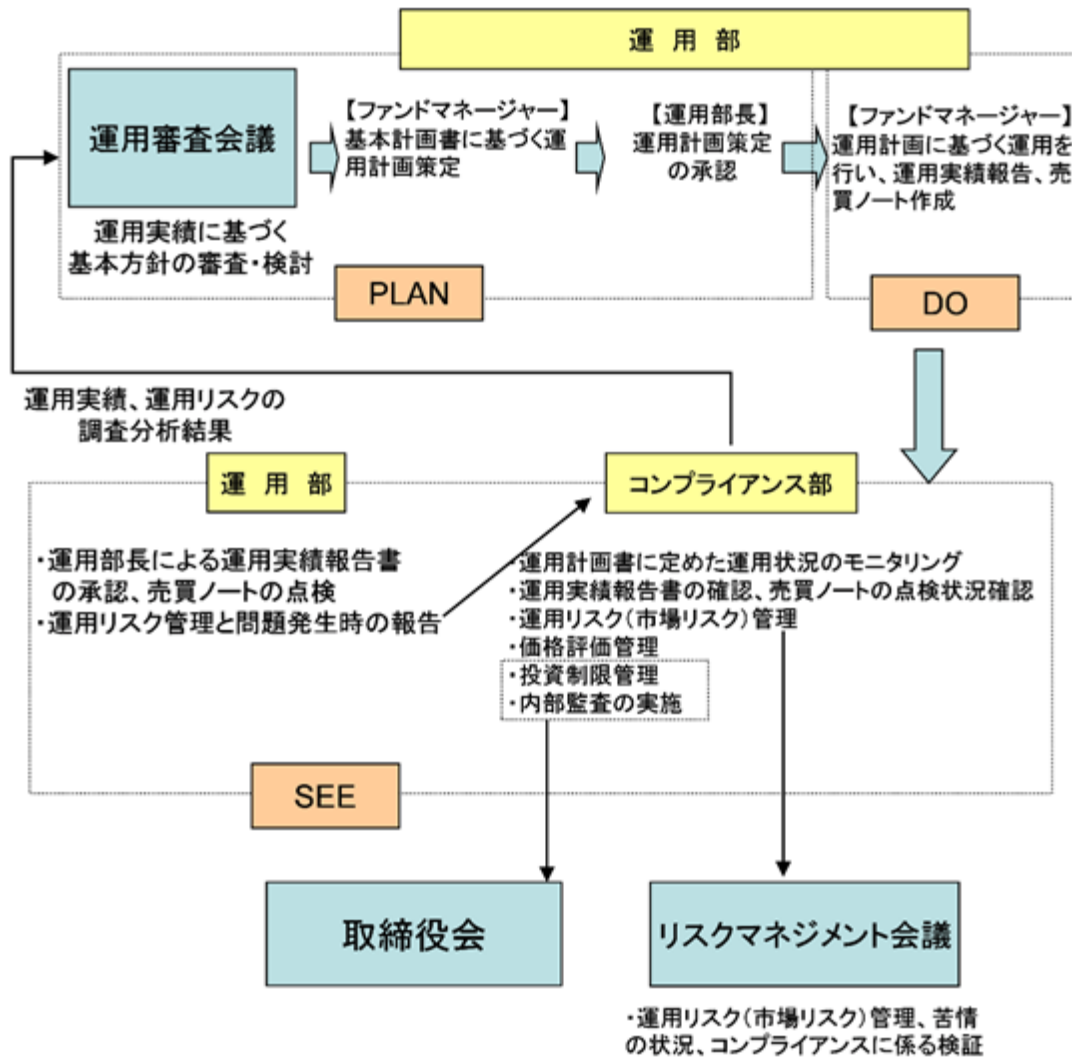 運 用 部
運用審査会議
運用実績に基づく
基本方針の審査・検討
【ファンドマネージャー】
基本計画書に基づく運
用計画策定
【運用部長】
運用計画策定
の承認
【ファンドマネージャー】
運用計画に基づく運用を
行い、運用実績報告、売
買ノート作成
PLAN
DO
運用実績、運用リスクの
調査分析結果
運 用 部
・運用部長による運用実績報告書
の承認、売買ノートの点検
・運用リスク管理と問題発生時の報告
コンプライアンス部
・運用計画書に定めた運用状況のモニタリング
・運用実績報告書の確認、売買ノートの点検状況確認
・運用リスク(市場リスク)管理
・価格評価管理
・投資制限管理
・内部監査の実施
SEE
取締役会
リスクマネジメント会議
・運用リスク(市場リスク)管理、苦情
の状況、コンプライアンスに係る検証